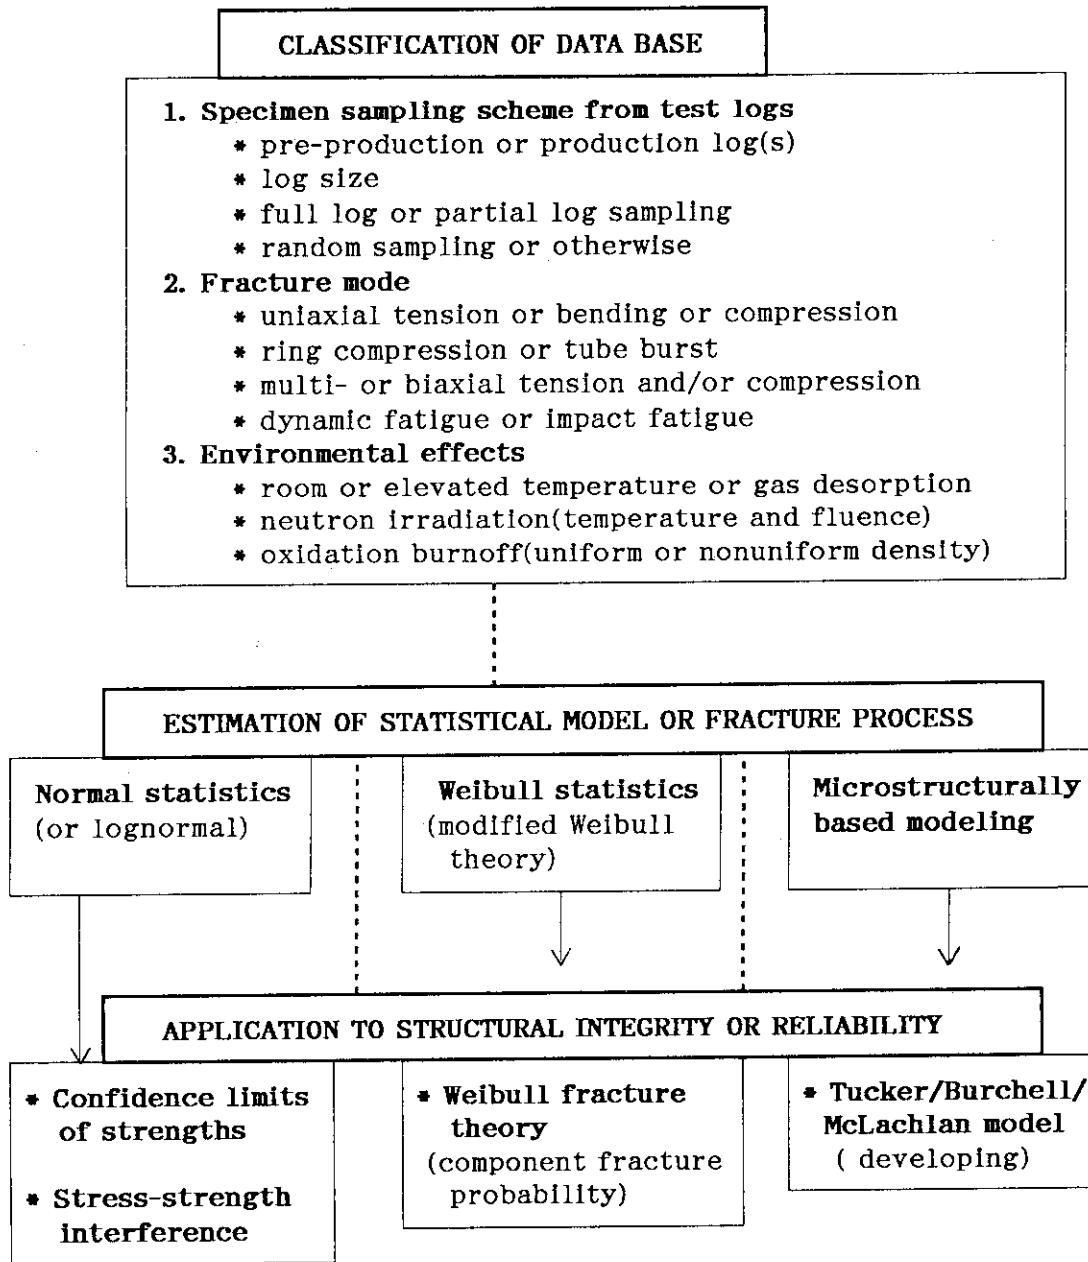 CLASSIFICATION OF DATA BASE
1. Specimen sampling scheme from test logs
* pre-production or production log(s)
* log size
* full log or partial log sampling
* random sampling or otherwise
2. Fracture mode
* uniaxial tension or bending or compression
* ring compression or tube burst
* multi- or biaxial tension and/or compression
* dynamic fatigue or impact fatigue
3. Environmental effects
* room or elevated temperature or gas desorption
* neutron irradiation(temperature and fluence)
* oxidation burnoff(uniform or nonuniform density)
ESTIMATION OF STATISTICAL MODEL OR FRACTURE PROCESS
Normal statistics
(or lognormal)
Weibull statistics
(modified Weibull
theory)
Microstructurally
based modeling
APPLICATION TO STRUCTURAL INTEGRITY OR RELIABILITY
* Confidence limits
of strengths
* Stress-strength
interference
* Weibull fracture
theory
(component fracture
probability)
* Tucker/Burchell/
McLachlan model
( developing)